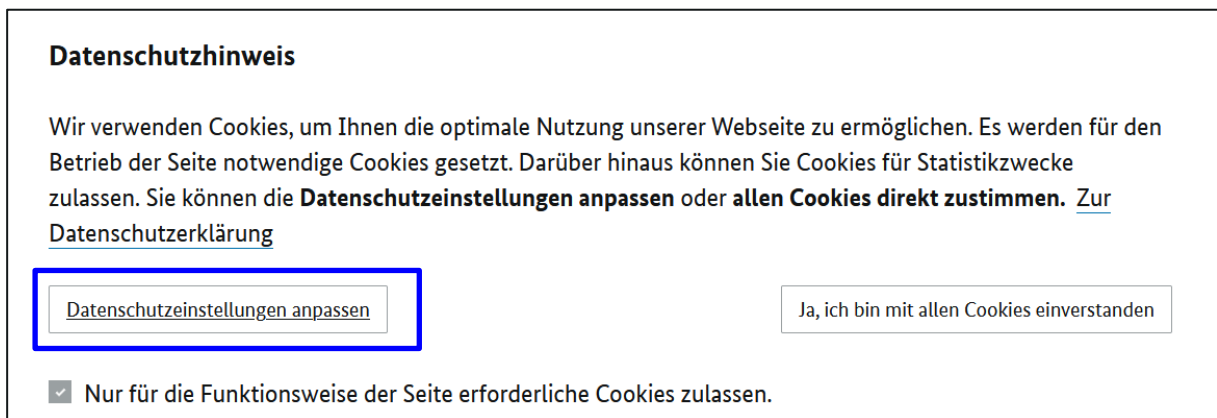 Datenschutzhinweis
Wir verwenden Cookies, um Ihnen die optimale Nutzung unserer Webseite zu ermöglichen. Es werden für den
Betrieb der Seite notwendige Cookies gesetzt. Darüber hinaus können Sie Cookies für Statistikzwecke
zulassen. Sie können die Datenschutzeinstellungen anpassen oder allen Cookies direkt zustimmen. Zur
Datenschutzerklärung
Datenschutzeinstellungen anpassen
Ja, ich bin mit allen Cookies einverstanden
Nur für die Funktionsweise der Seite erforderliche Cookies zulassen.